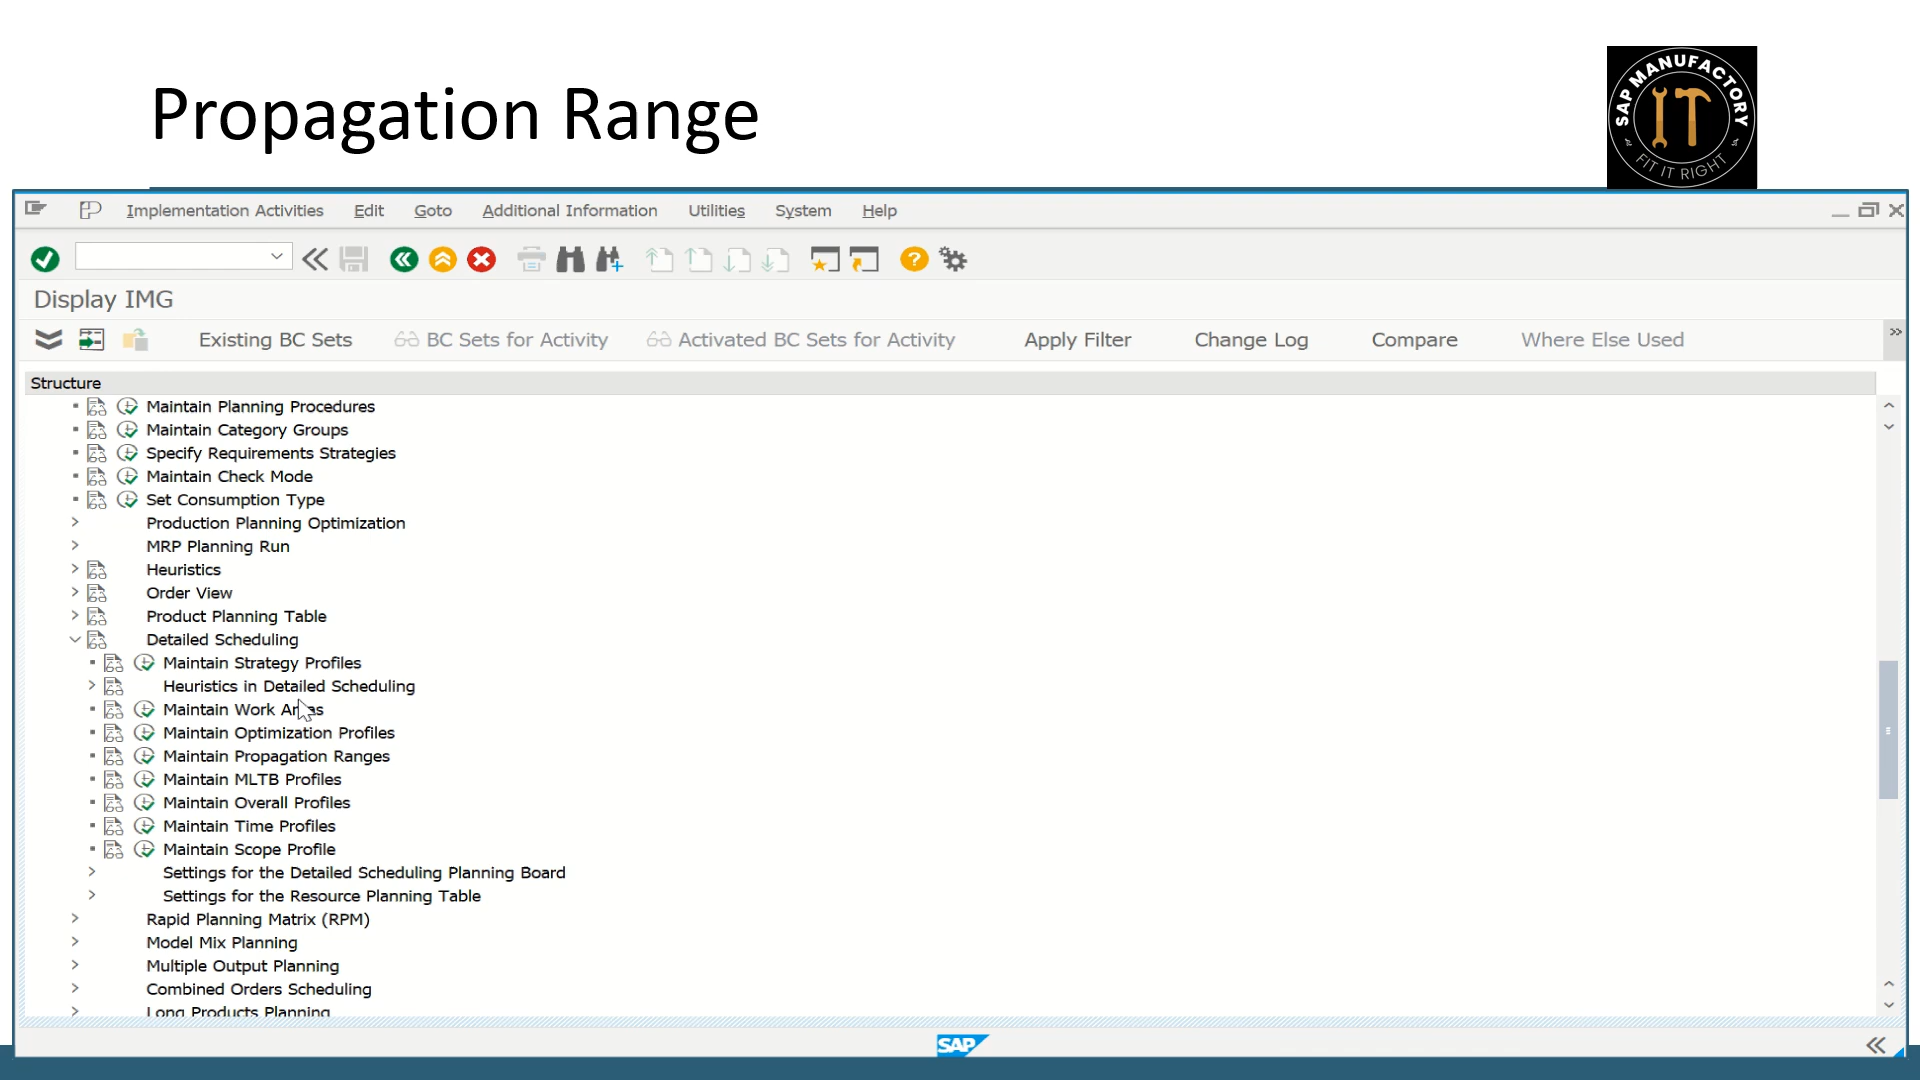 Propagation Range
SAP MANUFACTORY
IT
FIT IT RIGHT
Implementation Activities Edit Goto Additional Information Utilities System Help
Display IMG
Existing BC Sets BC Sets for Activity Activated BC Sets for Activity Apply Filter Change Log Compare Where Else Used
Structure
Maintain Planning Procedures
Maintain Category Groups
Specify Requirements Strategies
Maintain Check Mode
Set Consumption Type
Production Planning Optimization
MRP Planning Run
Heuristics
Order View
Product Planning Table
Detailed Scheduling
Maintain Strategy Profiles
Heuristics in Detailed Scheduling
Maintain Work Areas
Maintain Optimization Profiles
Maintain Propagation Ranges
Maintain MLTB Profiles
Maintain Overall Profiles
Maintain Time Profiles
Maintain Scope Profile
Settings for the Detailed Scheduling Planning Board
Settings for the Resource Planning Table
Rapid Planning Matrix (RPM)
Model Mix Planning
Multiple Output Planning
Combined Orders Scheduling
Long Products Planning
SAP